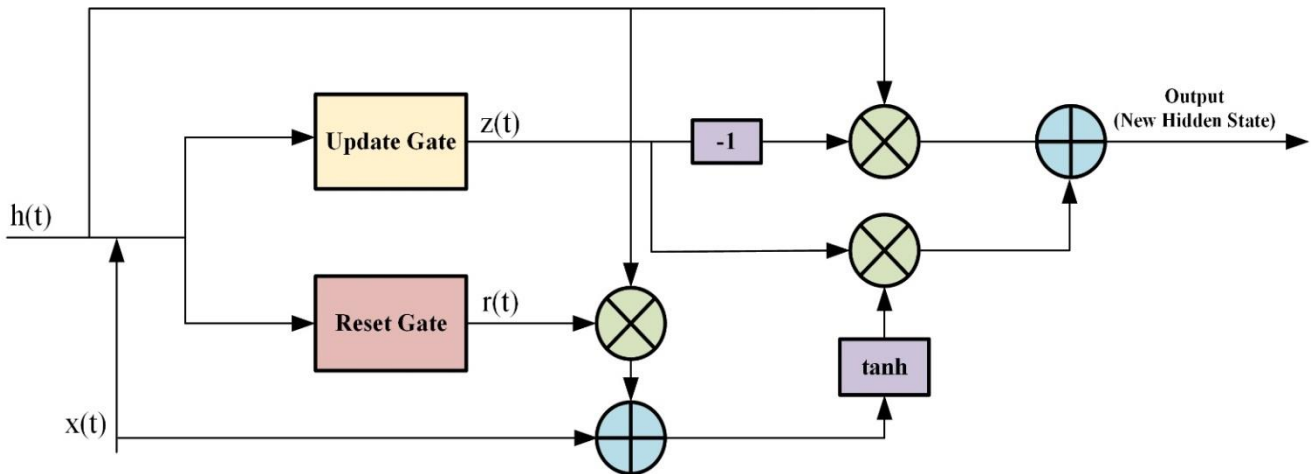 Output
(New Hidden State)
Update Gate
z(t)
-1
h(t)
Reset Gate
r(t)
tanh
x(t)